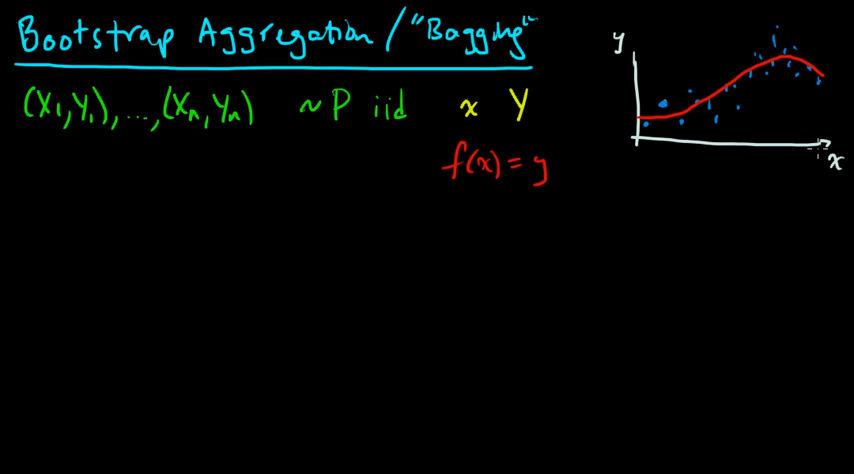 Bootstrap Aggregation / "Bagging"
(X₁,Y₁),...,(Xₙ,Yₙ) ~ P iid x Y
f(x) = y
y
x